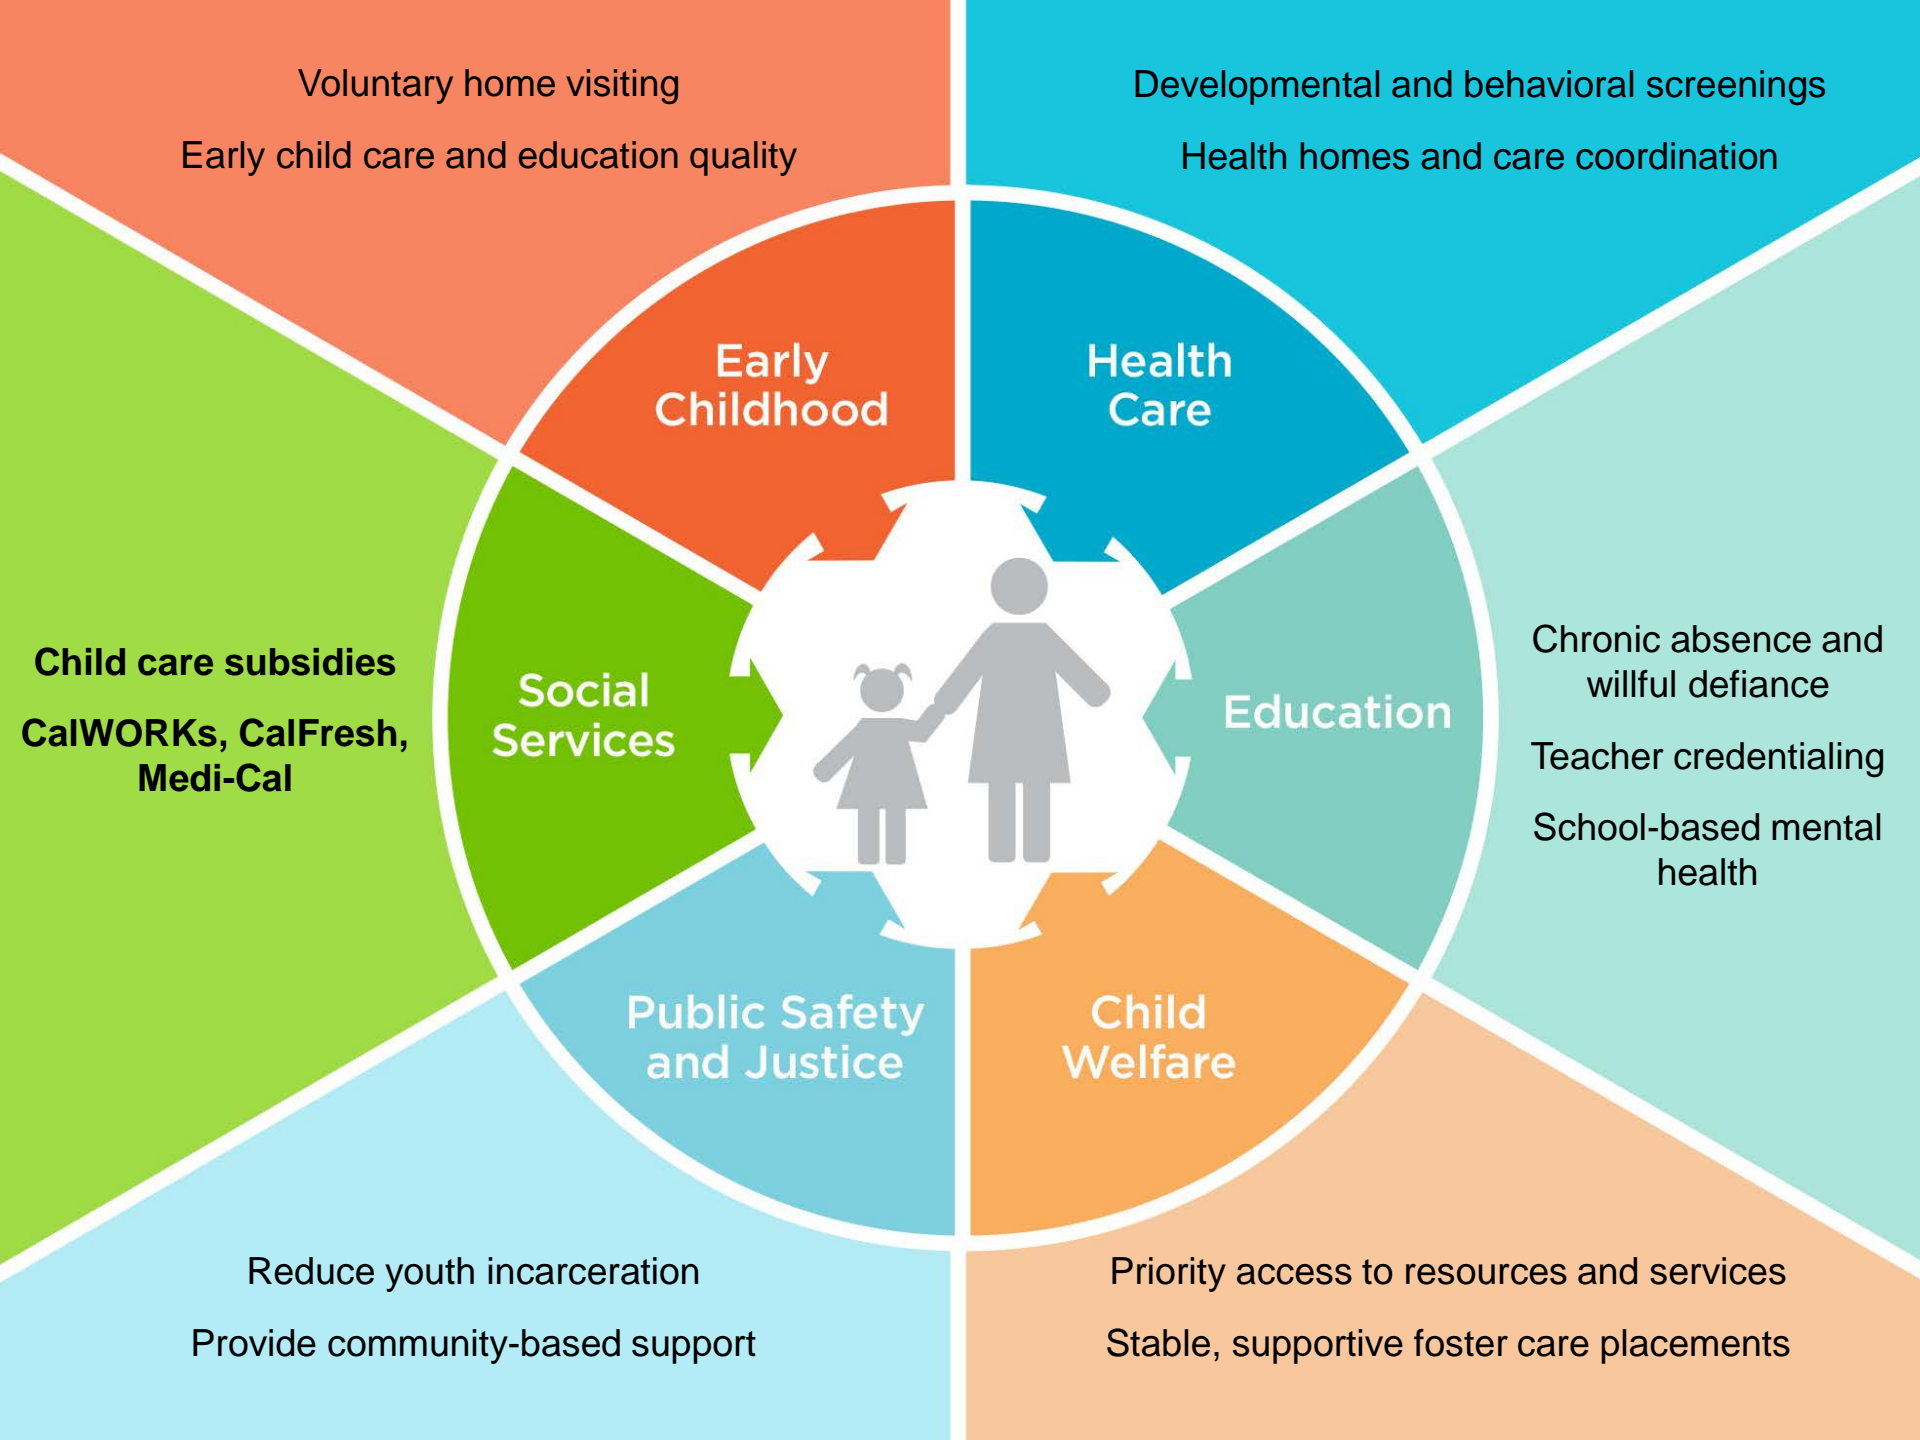 Voluntary home visiting
Early child care and education quality
Developmental and behavioral screenings
Health homes and care coordination
Early
Childhood
Health
Care
Child care subsidies
CalWORKs, CalFresh,
Medi-Cal
Social
Services
Education
Chronic absence and
willful defiance
Teacher credentialing
School-based mental
health
Public Safety
and Justice
Child
Welfare
Reduce youth incarceration
Provide community-based support
Priority access to resources and services
Stable, supportive foster care placements